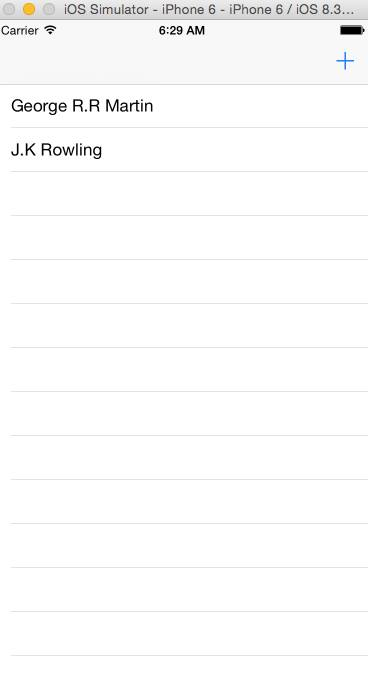 iOS Simulator - iPhone 6 - iPhone 6 / iOS 8.3...
Carrier 6:29 AM
George R.R Martin
J.K Rowling